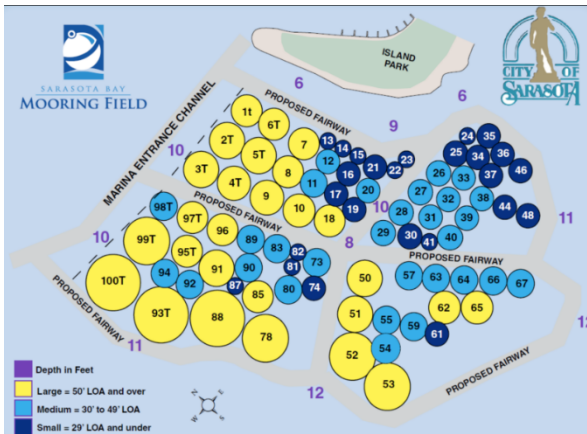 SARASOTA BAY
MOORING FIELD
CITY
OF
SARASOTA
ISLAND
PARK
6
6
MARINA ENTRANCE CHANNEL
PROPOSED FAIRWAY
9
1t
6T
7
13
14
15
2T
5T
8
12
16
21
22
23
10
3T
4T
9
11
17
20
10
18
19
10
24
35
25
34
36
26
33
37
46
27
32
38
44
48
11
28
31
39
29
30
41
40
PROPOSED FAIRWAY
8
98T
97T
96
89
83
82
73
10
99T
95T
91
90
81
94
92
87
85
80
74
100T
93T
88
78
PROPOSED FAIRWAY
11
PROPOSED FAIRWAY
50
57
63
64
66
67
51
55
59
62
65
61
52
54
53
12
12
PROPOSED FAIRWAY
Depth in Feet
Large = 50' LOA and over
Medium = 30' to 49' LOA
Small = 29' LOA and under
N
E
W
S